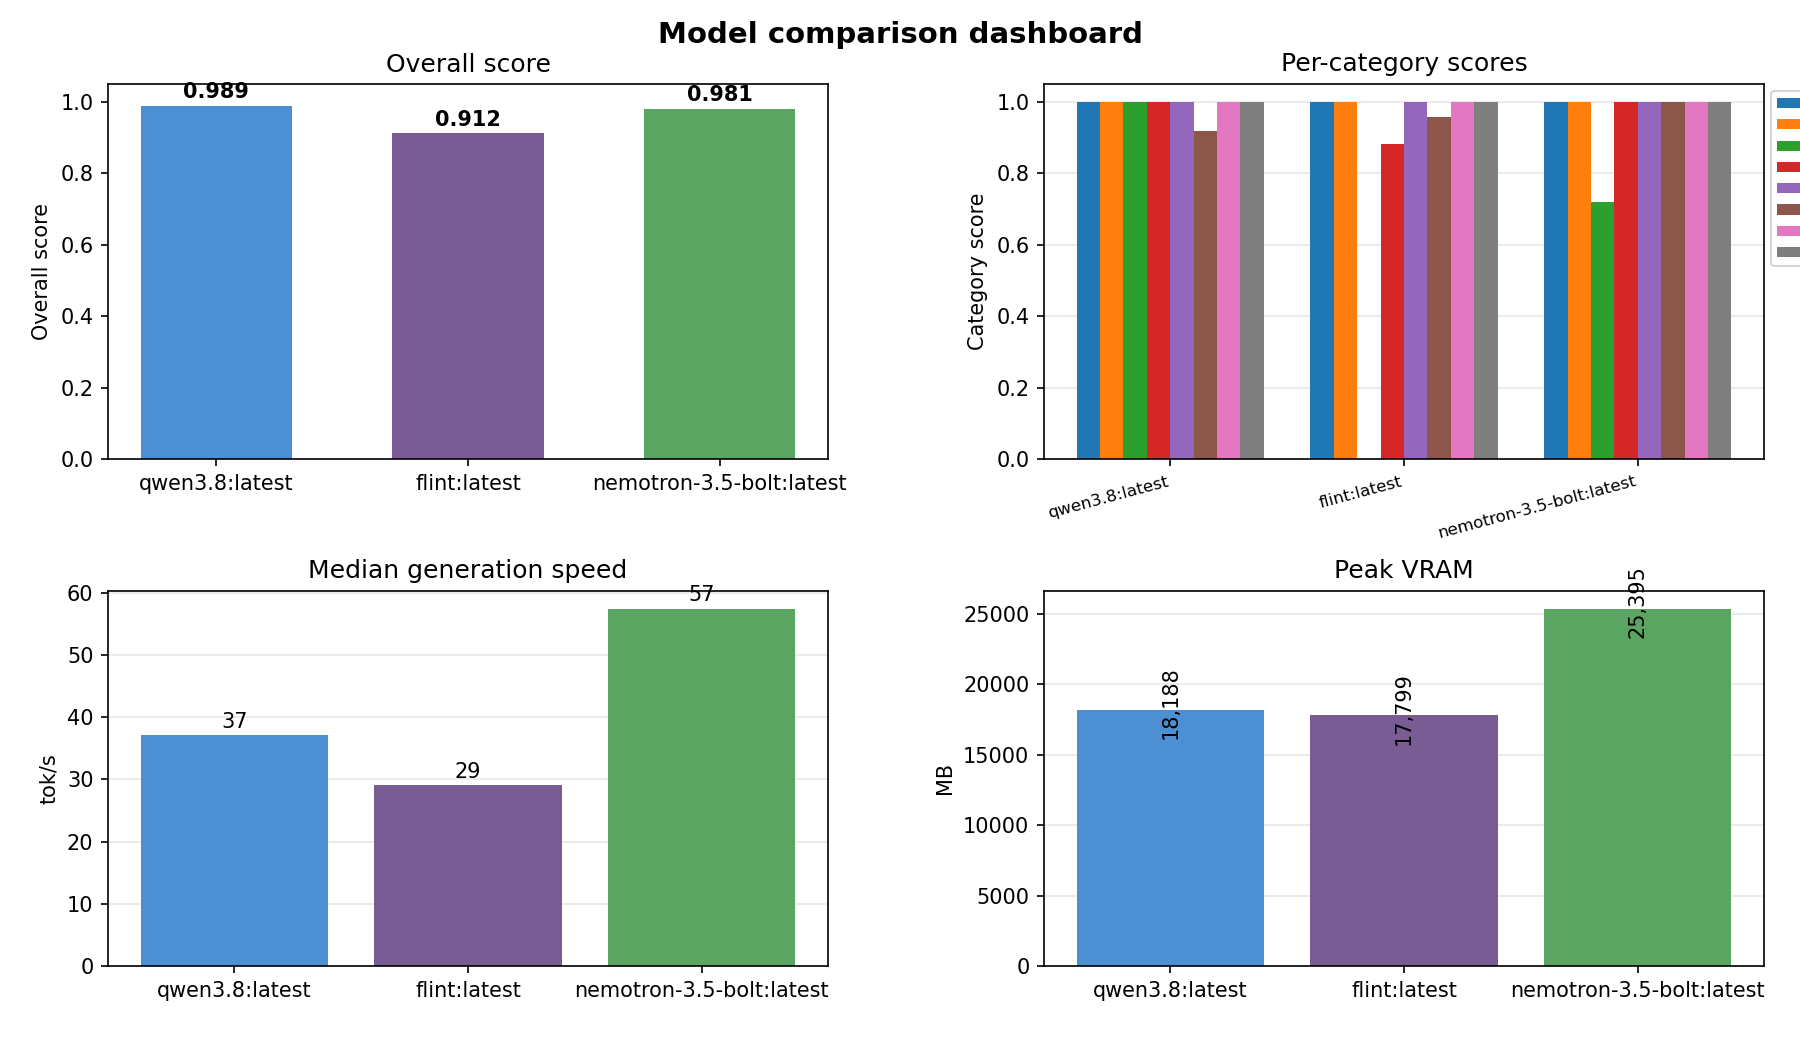 Model comparison dashboard
Overall score
Overall score
1.0
0.8
0.6
0.4
0.2
0.0
0.989
0.912
0.981
qwen3.8:latest
flint:latest
nemotron-3.5-bolt:latest
Per-category scores
Category score
1.0
0.8
0.6
0.4
0.2
0.0
qwen3.8:latest
flint:latest
nemotron-3.5-bolt:latest
Median generation speed
tok/s
60
50
40
30
20
10
0
37
29
57
qwen3.8:latest
flint:latest
nemotron-3.5-bolt:latest
Peak VRAM
MB
25000
20000
15000
10000
5000
0
18,188
17,799
25,395
qwen3.8:latest
flint:latest
nemotron-3.5-bolt:latest